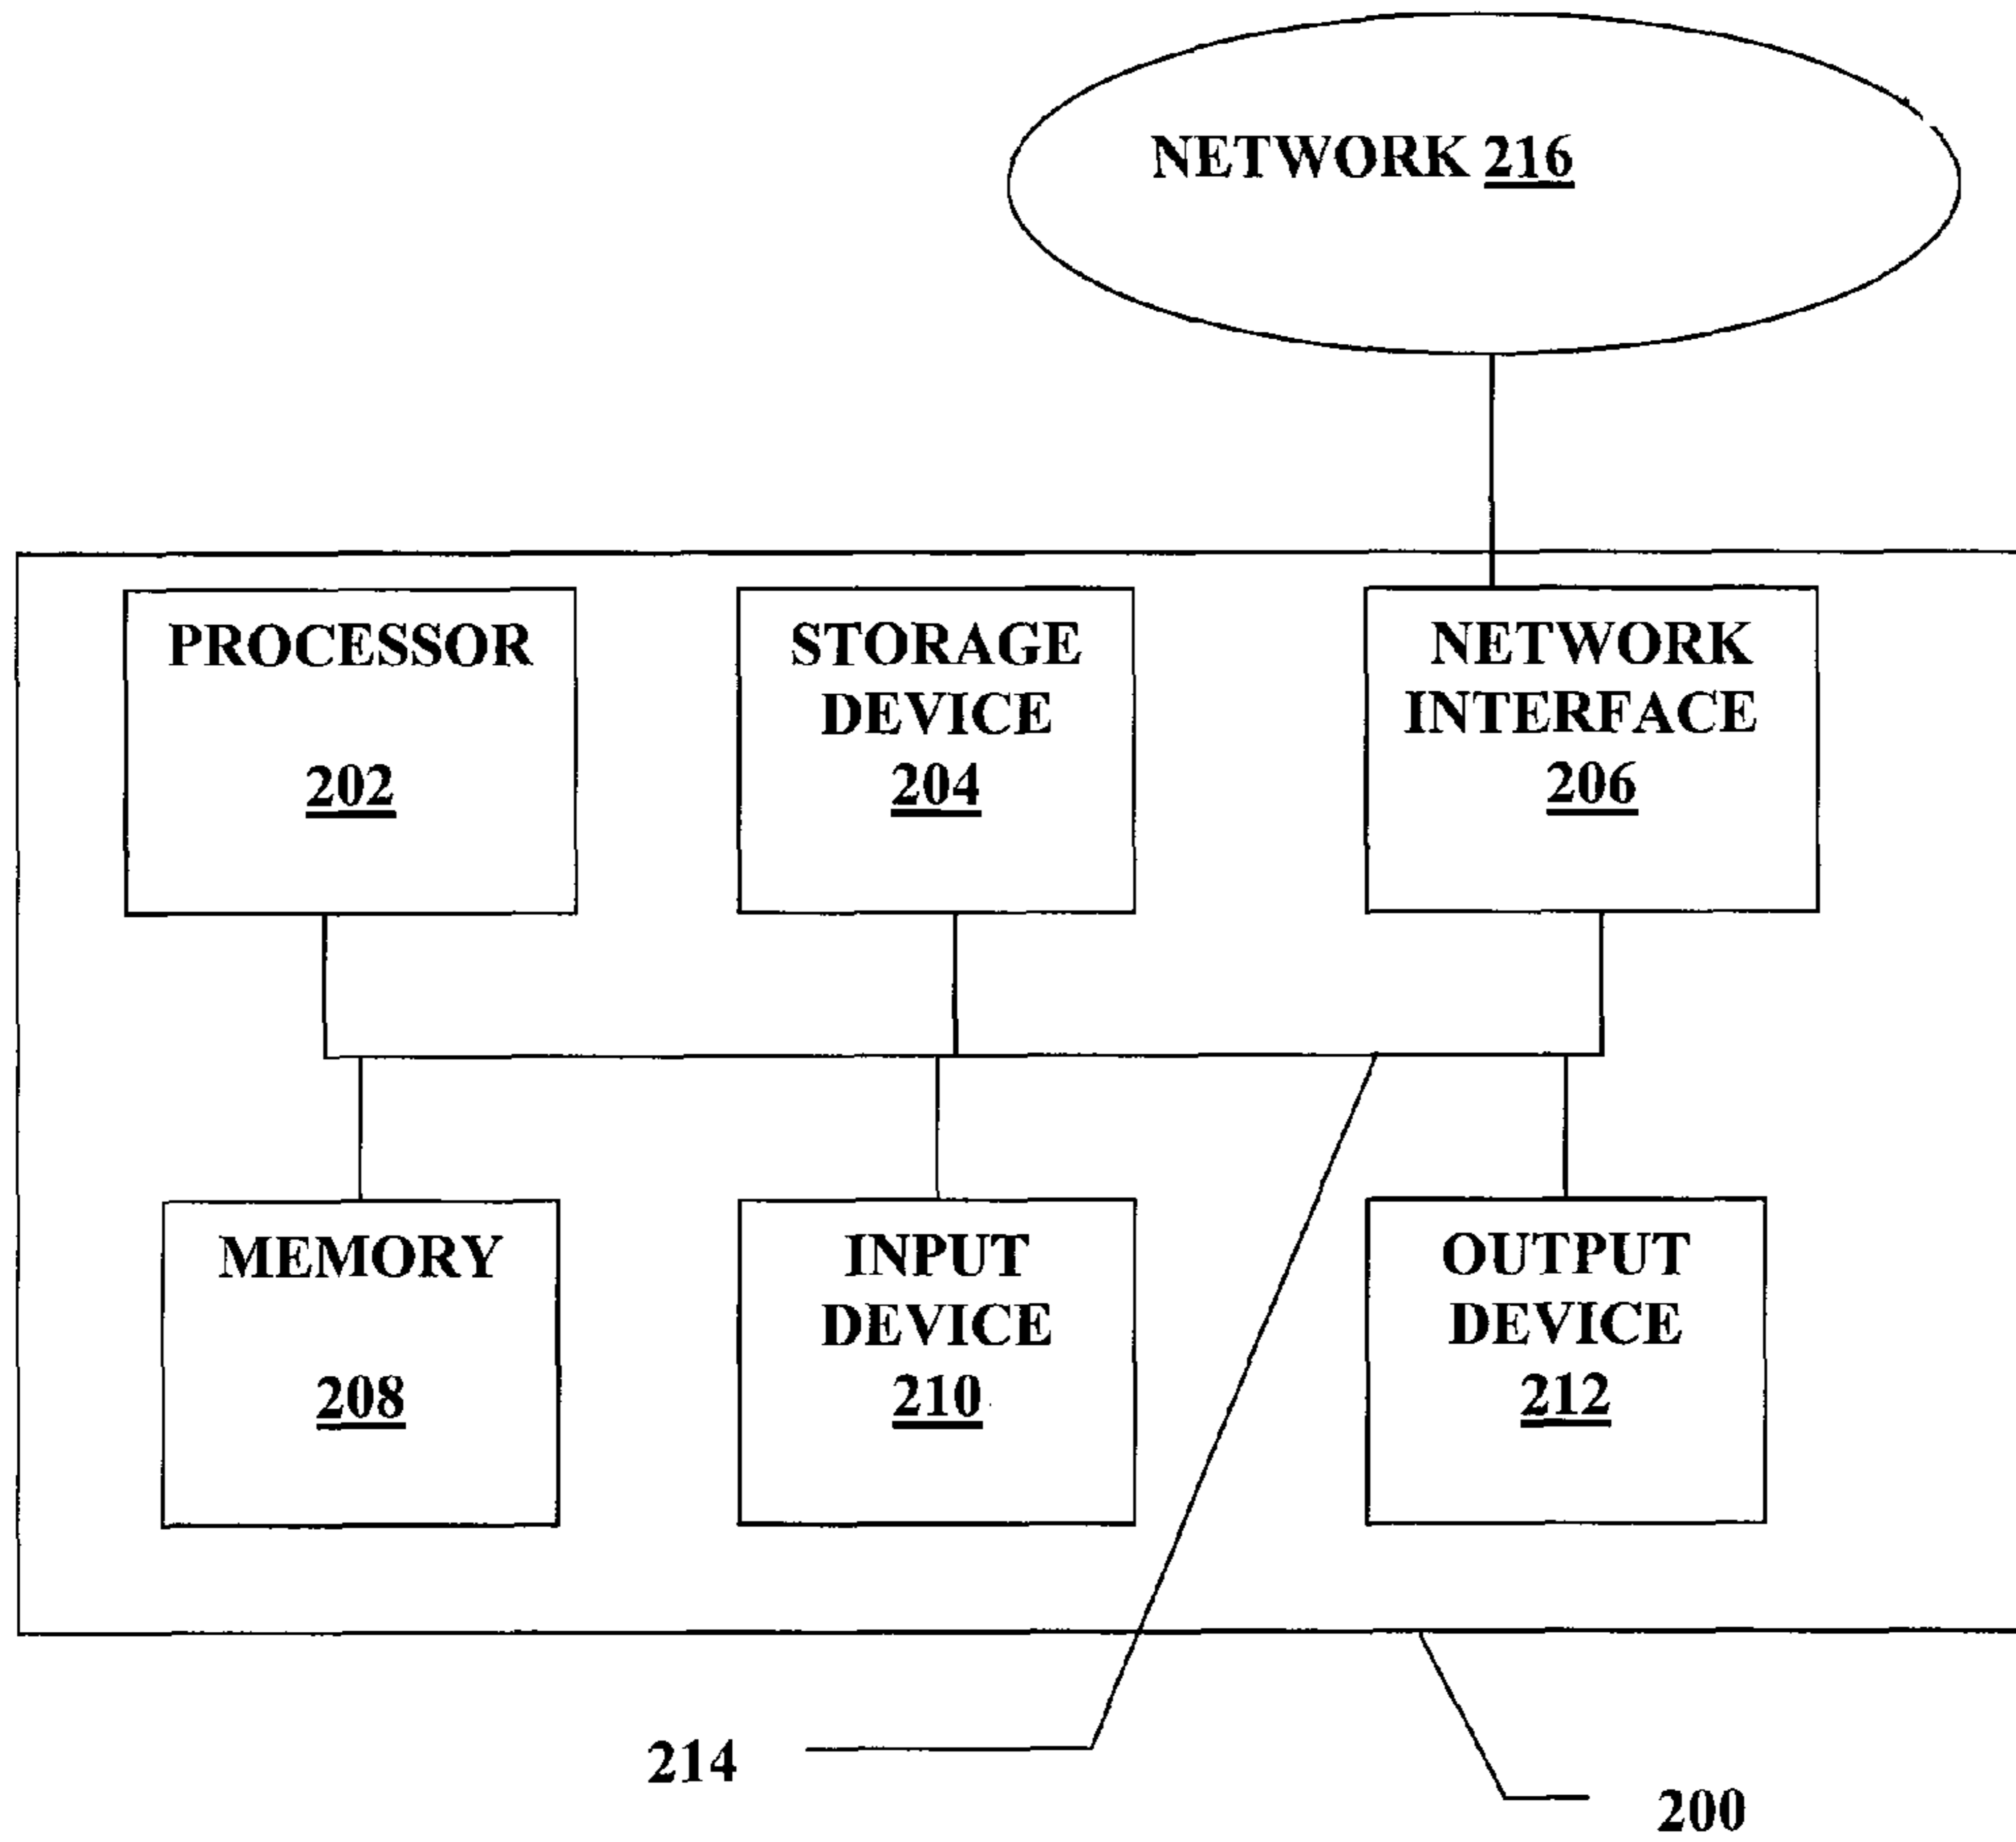 NETWORK 216
PROCESSOR
202
STORAGE
DEVICE
204
NETWORK
INTERFACE
206
MEMORY
208
INPUT
DEVICE
210
OUTPUT
DEVICE
212
214
200